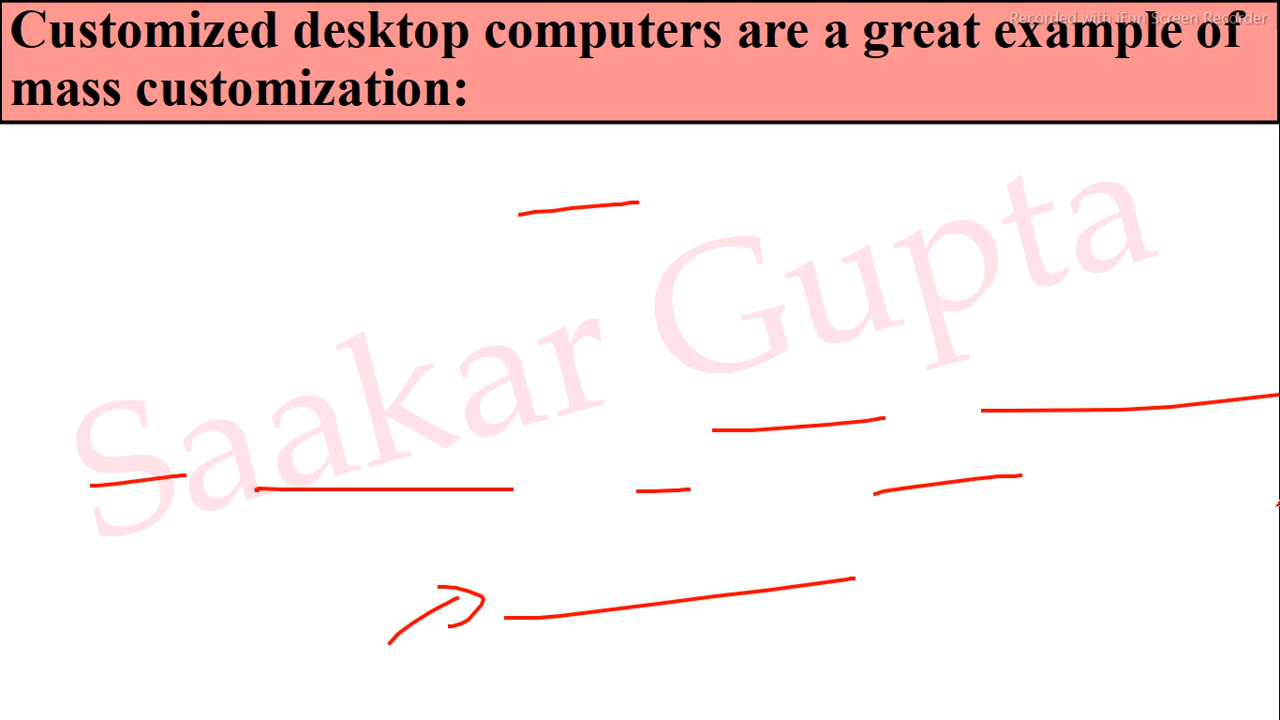 Recorded with iFun Screen Recorder
Customized desktop computers are a great example of
mass customization:
Saakar Gupta